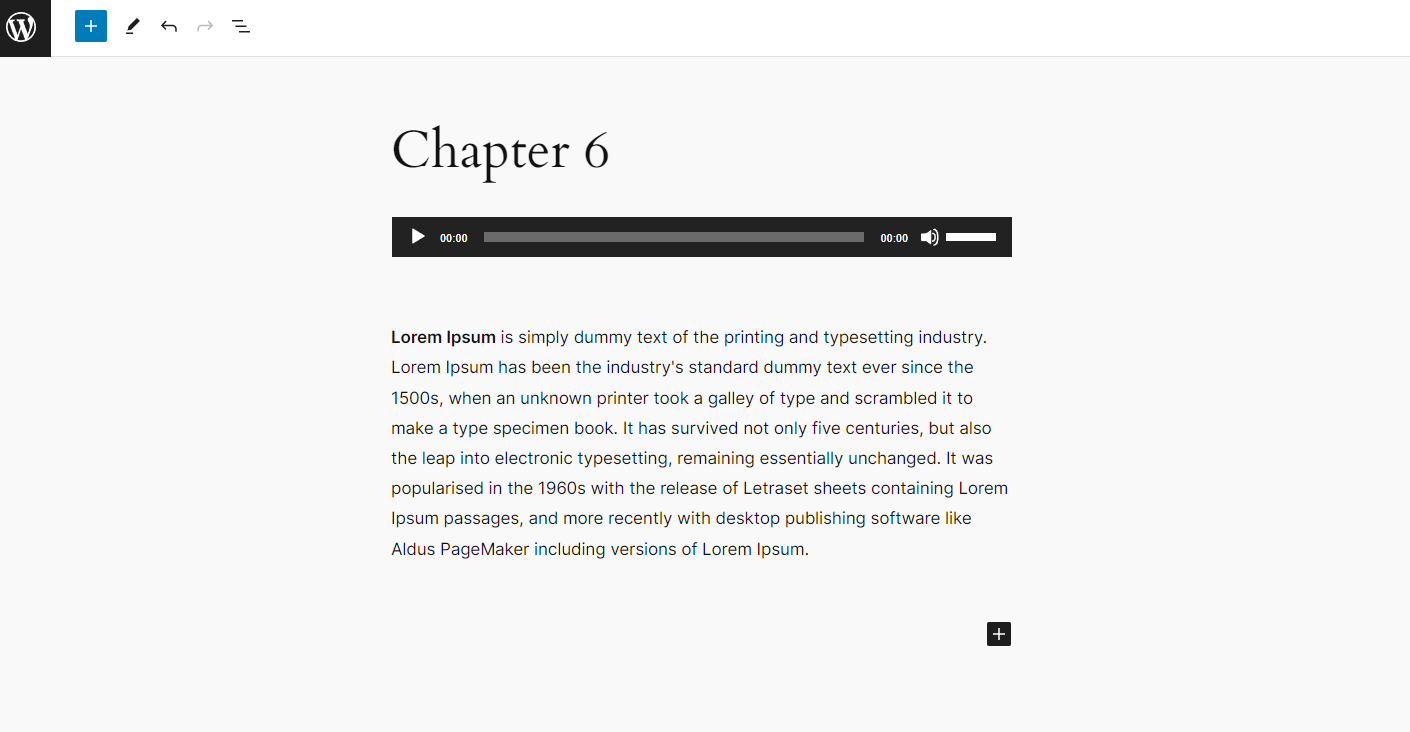 Chapter 6
00:00 00:00
Lorem Ipsum is simply dummy text of the printing and typesetting industry.
Lorem Ipsum has been the industry's standard dummy text ever since the
1500s, when an unknown printer took a galley of type and scrambled it to
make a type specimen book. It has survived not only five centuries, but also
the leap into electronic typesetting, remaining essentially unchanged. It was
popularised in the 1960s with the release of Letraset sheets containing Lorem
Ipsum passages, and more recently with desktop publishing software like
Aldus PageMaker including versions of Lorem Ipsum.